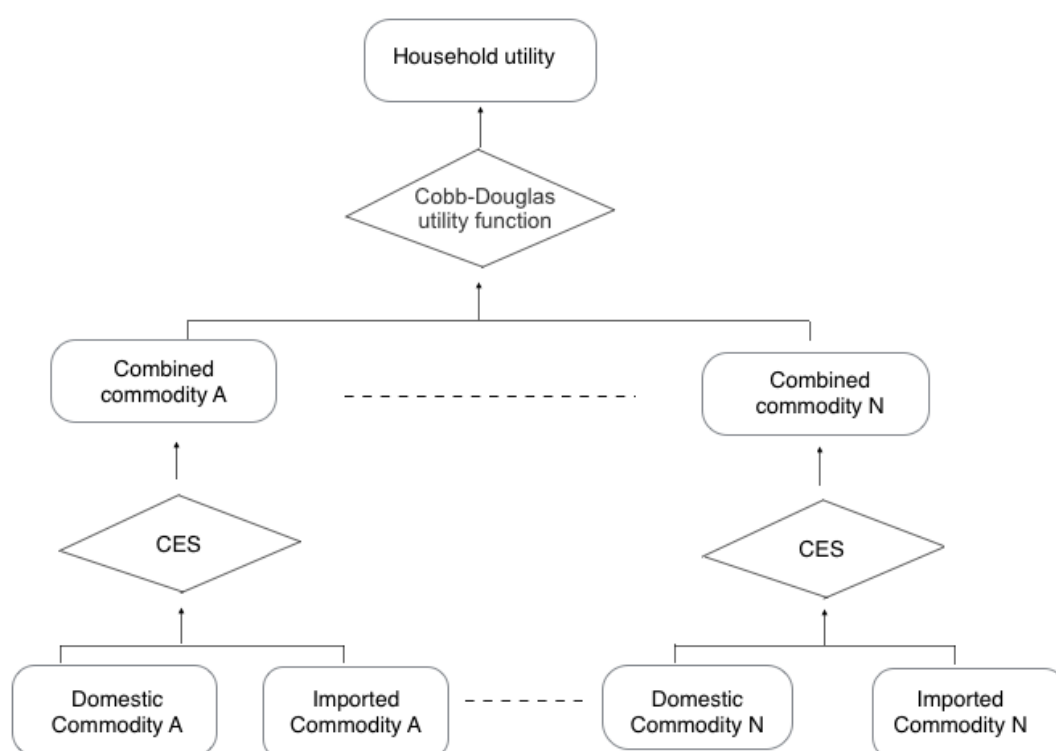 Household utility
Cobb-Douglas
utility function
Combined
commodity A
Combined
commodity N
CES
CES
Domestic
Commodity A
Imported
Commodity A
Domestic
Commodity N
Imported
Commodity N